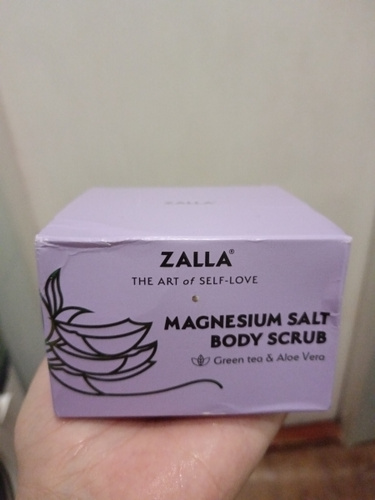 ZALLA®
THE ART of SELF-LOVE
MAGNESIUM SALT
BODY SCRUB
Green tea & Aloe Vera